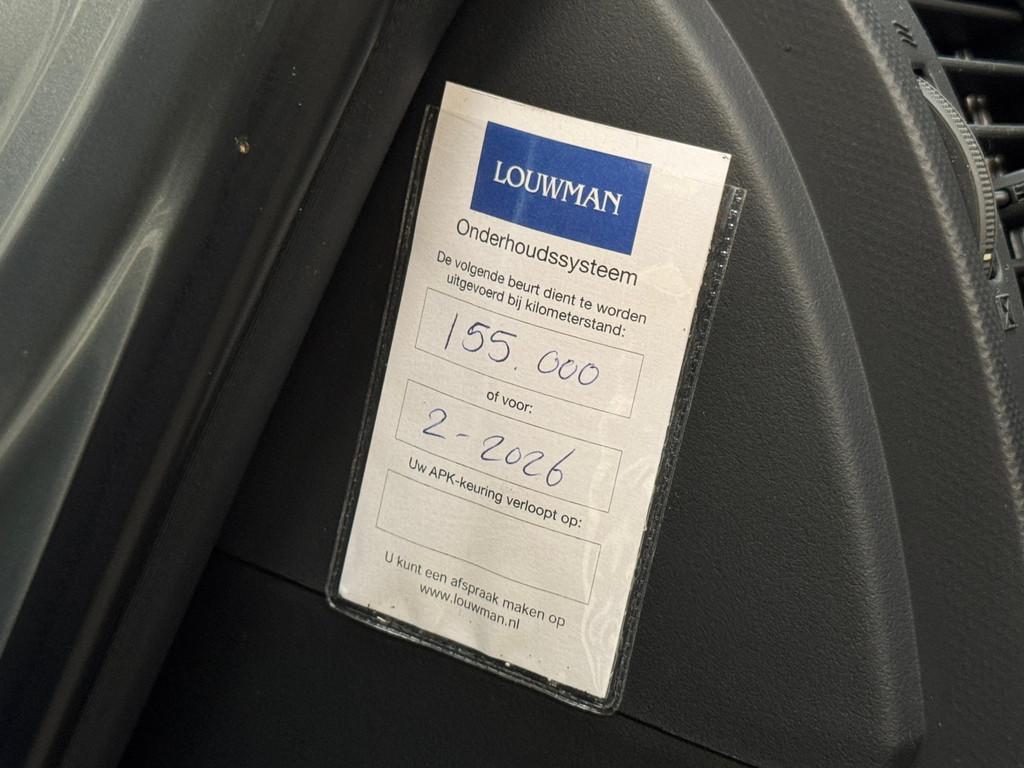 LOUWMAN
Onderhoudssysteem
De volgende beurt dient te worden
uitgevoerd bij kilometerstand:
155.000
of voor:
2-2026
Uw APK-keuring verloopt op:
U kunt een afspraak maken op
www.louwman.nl